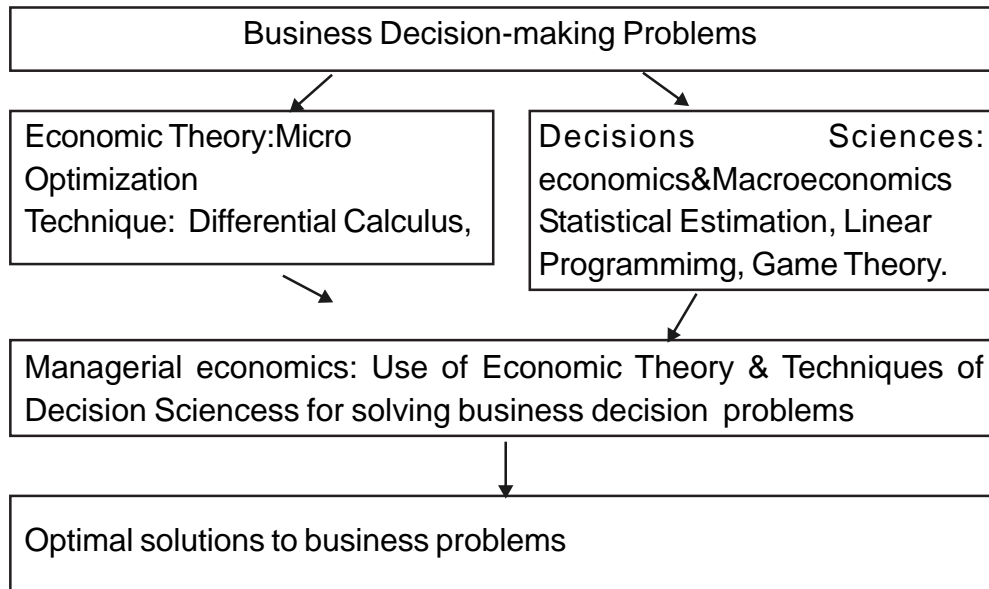 Business Decision-making Problems
Economic Theory:Micro
Optimization
Technique: Differential Calculus,
Decisions Sciences:
economics&Macroeconomics
Statistical Estimation, Linear
Programmimg, Game Theory.
Managerial economics: Use of Economic Theory & Techniques of
Decision Sciencess for solving business decision problems
Optimal solutions to business problems